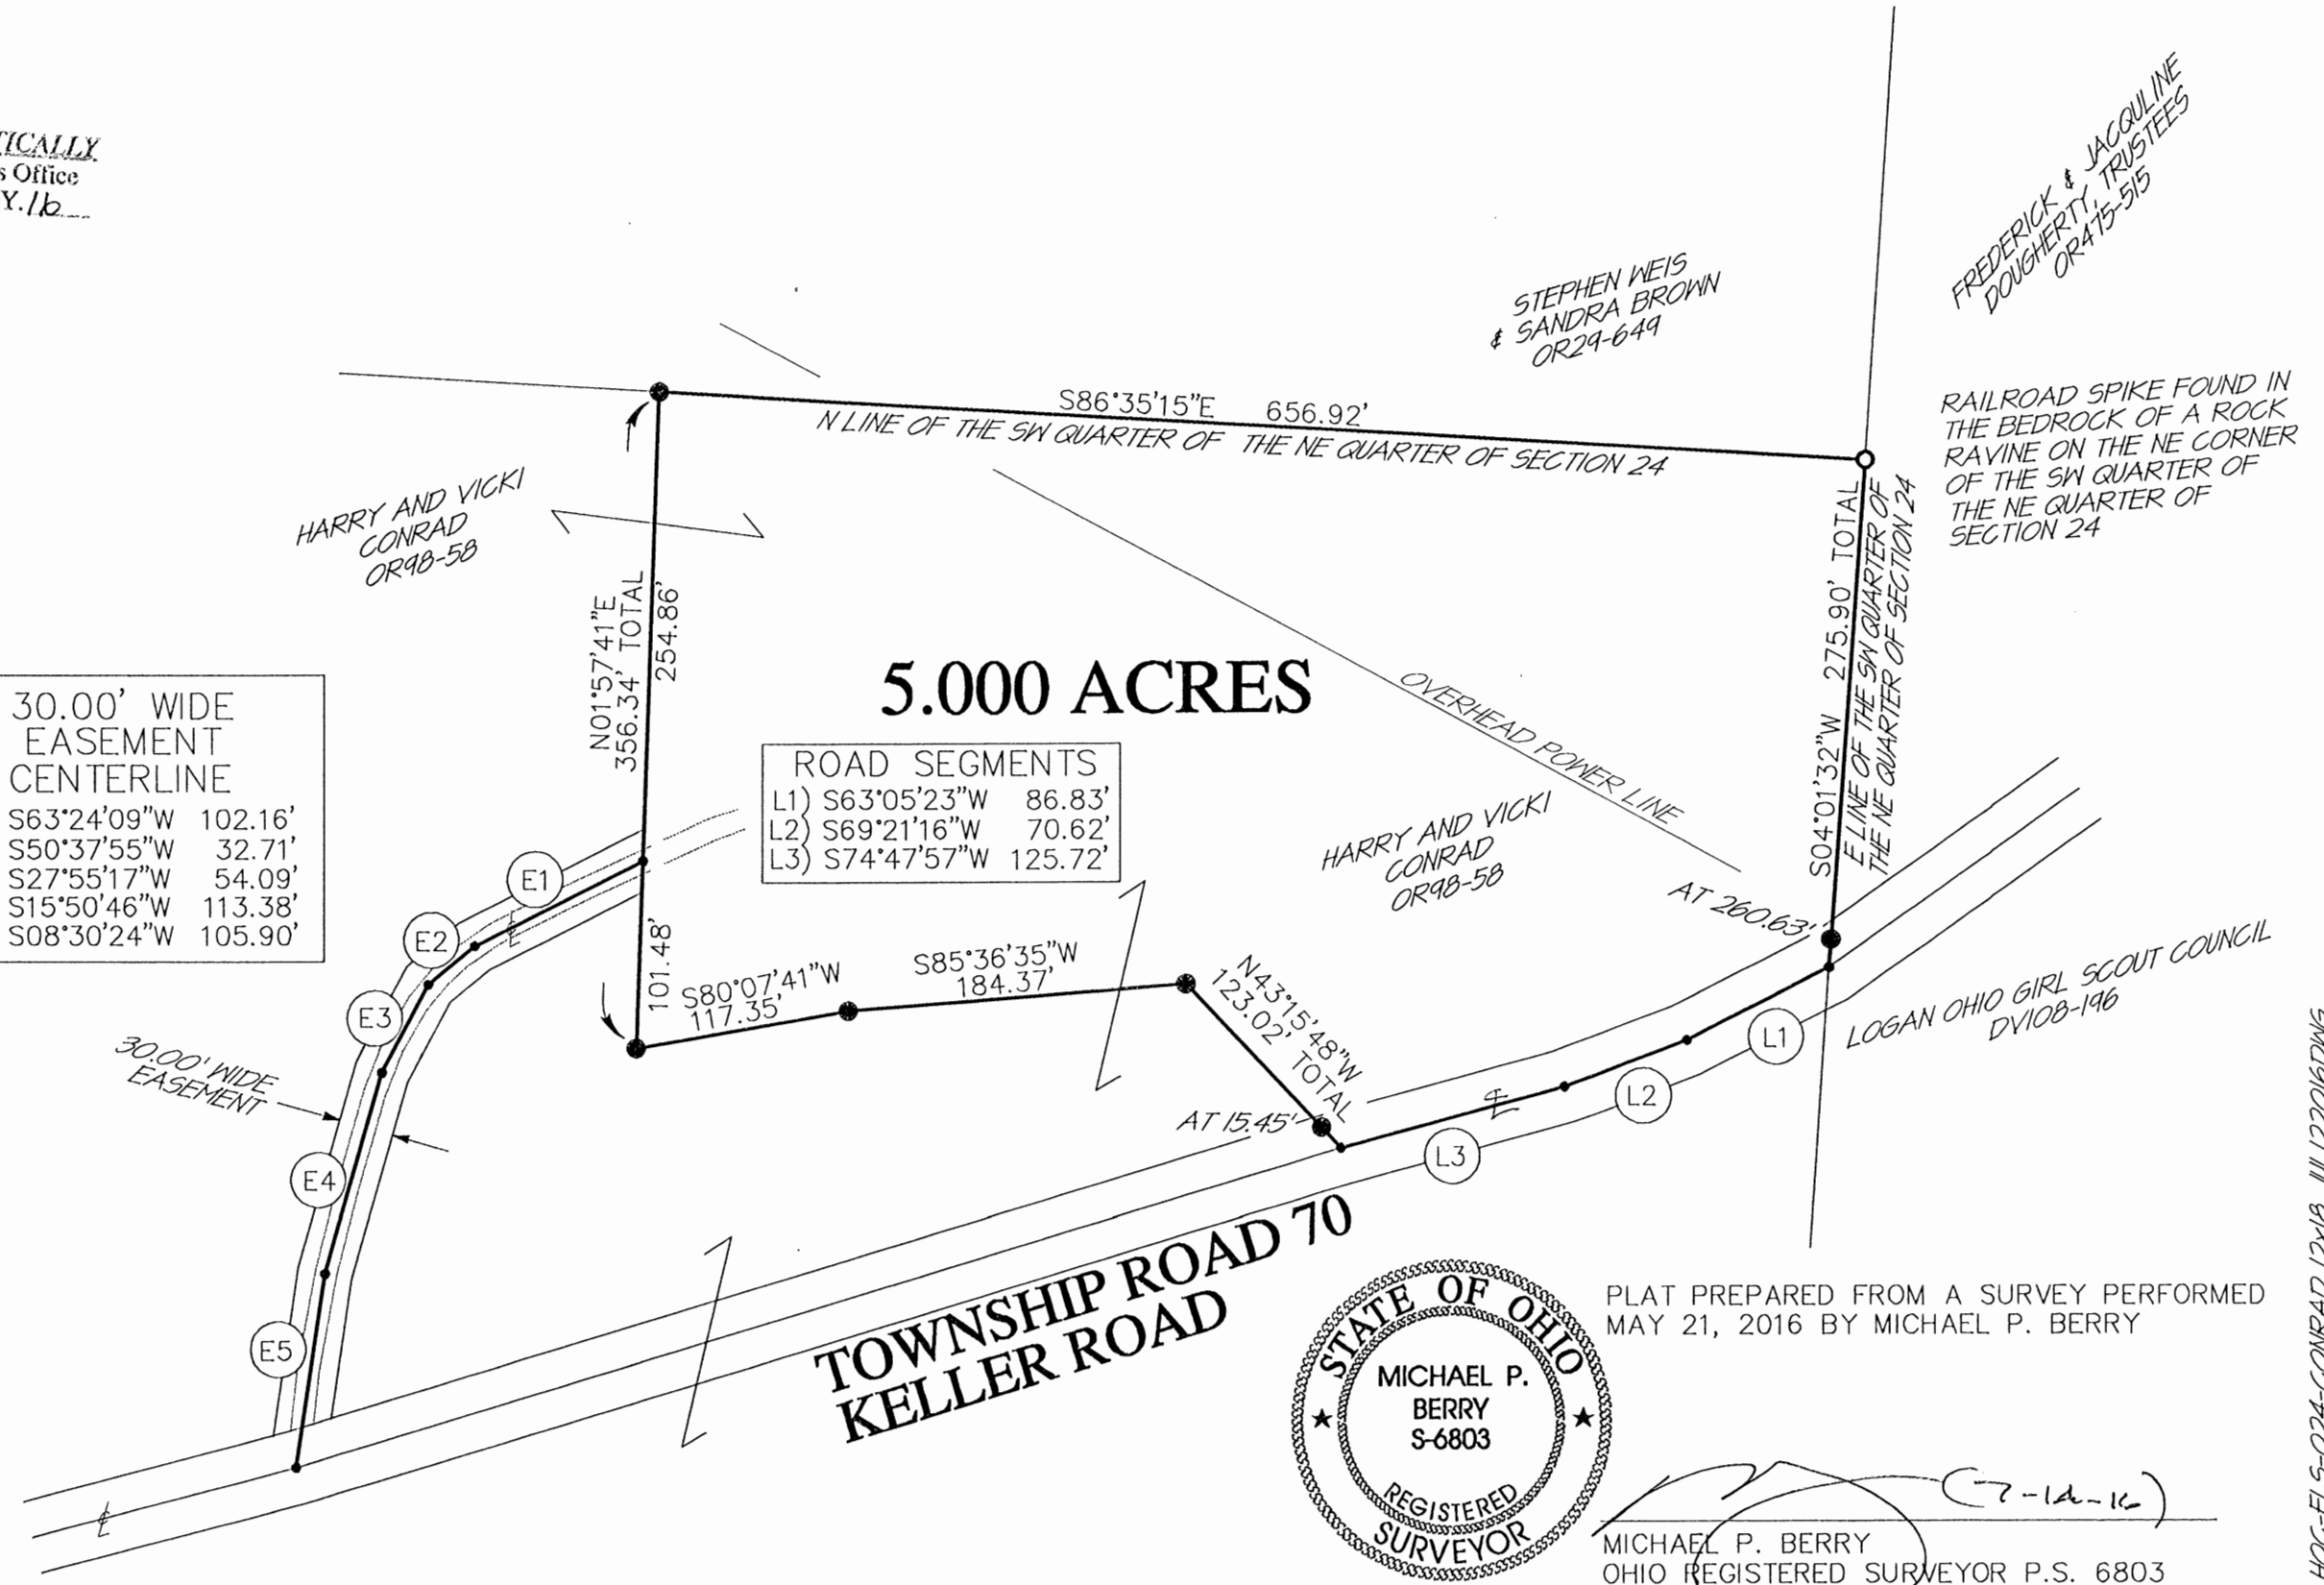 TICALLY
s Office
Y.16
FREDERICK & JACQULINE
DOUGHERTY, TRUSTEES
OR475-515
STEPHEN WEIS
& SANDRA BROWN
OR29-649
S86°35'15"E 656.92'
N LINE OF THE SW QUARTER OF THE NE QUARTER OF SECTION 24
RAILROAD SPIKE FOUND IN
THE BEDROCK OF A ROCK
RAVINE ON THE NE CORNER
OF THE SW QUARTER OF
THE NE QUARTER OF
SECTION 24
HARRY AND VICKI
CONRAD
OR98-58
N01°57'41"E
356.34' TOTAL
254.86'
101.48'
5.000 ACRES
S04°01'32"W 275.90' TOTAL
E LINE OF THE SW QUARTER OF
THE NE QUARTER OF SECTION 24
OVERHEAD POWER LINE
30.00' WIDE
EASEMENT
CENTERLINE
S63°24'09"W 102.16'
S50°37'55"W 32.71'
S27°55'17"W 54.09'
S15°50'46"W 113.38'
S08°30'24"W 105.90'
ROAD SEGMENTS
L1) S63°05'23"W 86.83'
L2) S69°21'16"W 70.62'
L3) S74°47'57"W 125.72'
HARRY AND VICKI
CONRAD
OR98-58
AT 260.63'
E1
E2
E3
E4
E5
30.00' WIDE
EASEMENT
S80°07'41"W
117.35'
S85°36'35"W
184.37'
N43°15'48"W
123.02' TOTAL
AT 15.45'
L1
L2
L3
LOGAN OHIO GIRL SCOUT COUNCIL
DV108-196
TOWNSHIP ROAD 70
KELLER ROAD
STATE OF OHIO
MICHAEL P.
BERRY
S-6803
REGISTERED
SURVEYOR
PLAT PREPARED FROM A SURVEY PERFORMED
MAY 21, 2016 BY MICHAEL P. BERRY
MICHAEL P. BERRY
OHIO REGISTERED SURVEYOR P.S. 6803